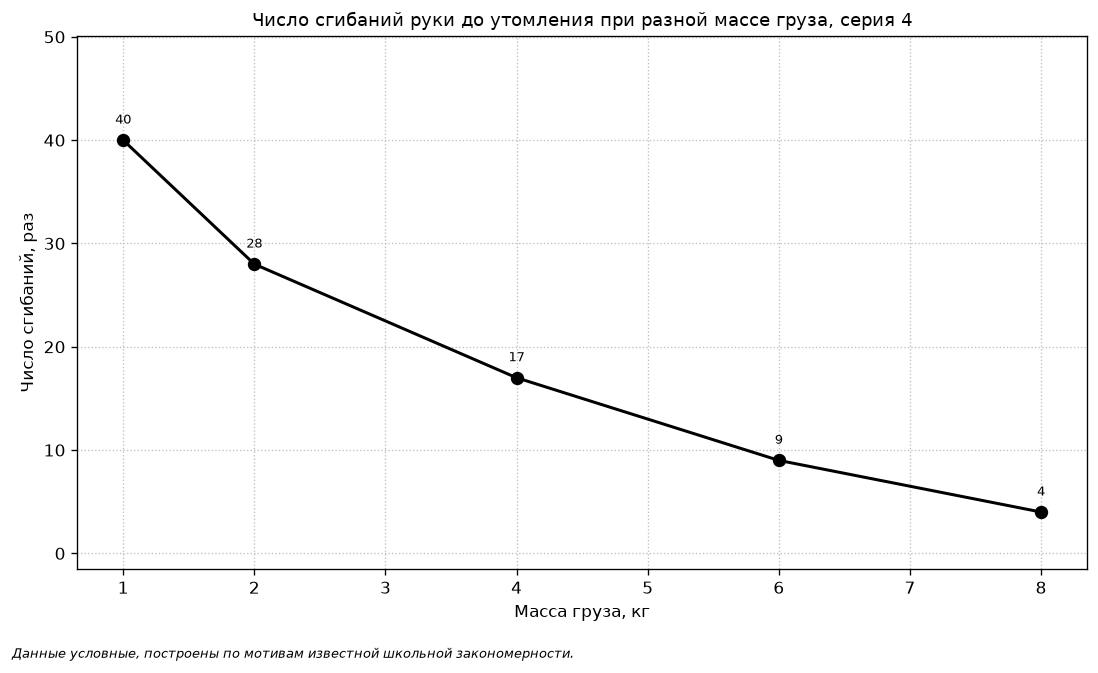 Число сгибаний руки до утомления при разной массе груза, серия 4
Число сгибаний, раз
50
40
30
20
10
0
40
28
17
9
4
1 2 3 4 5 6 7 8
Масса груза, кг
Данные условные, построены по мотивам известной школьной закономерности.